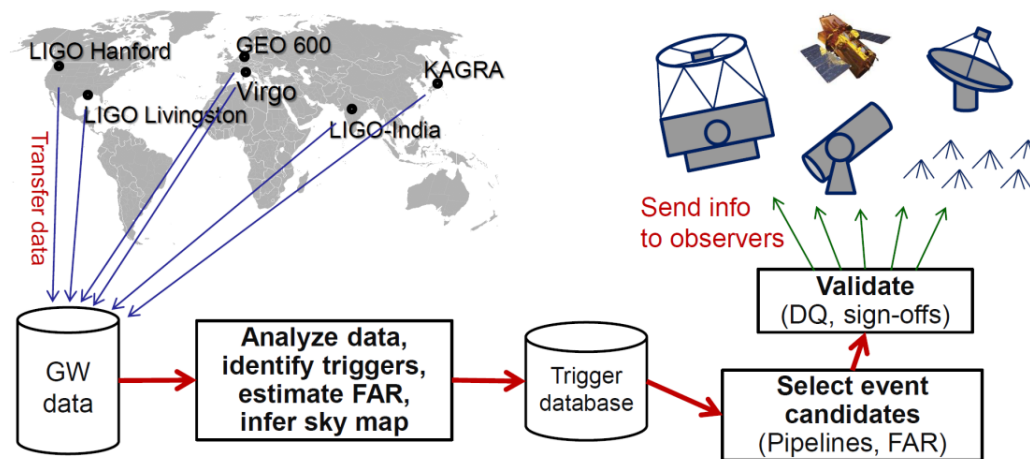 LIGO Hanford
GEO 600
KAGRA
Virgo
LIGO Livingston
LIGO-India
Transfer data
Send info
to observers
Validate
(DQ, sign-offs)
GW
data
Analyze data,
identify triggers,
estimate FAR,
infer sky map
Trigger
database
Select event
candidates
(Pipelines, FAR)